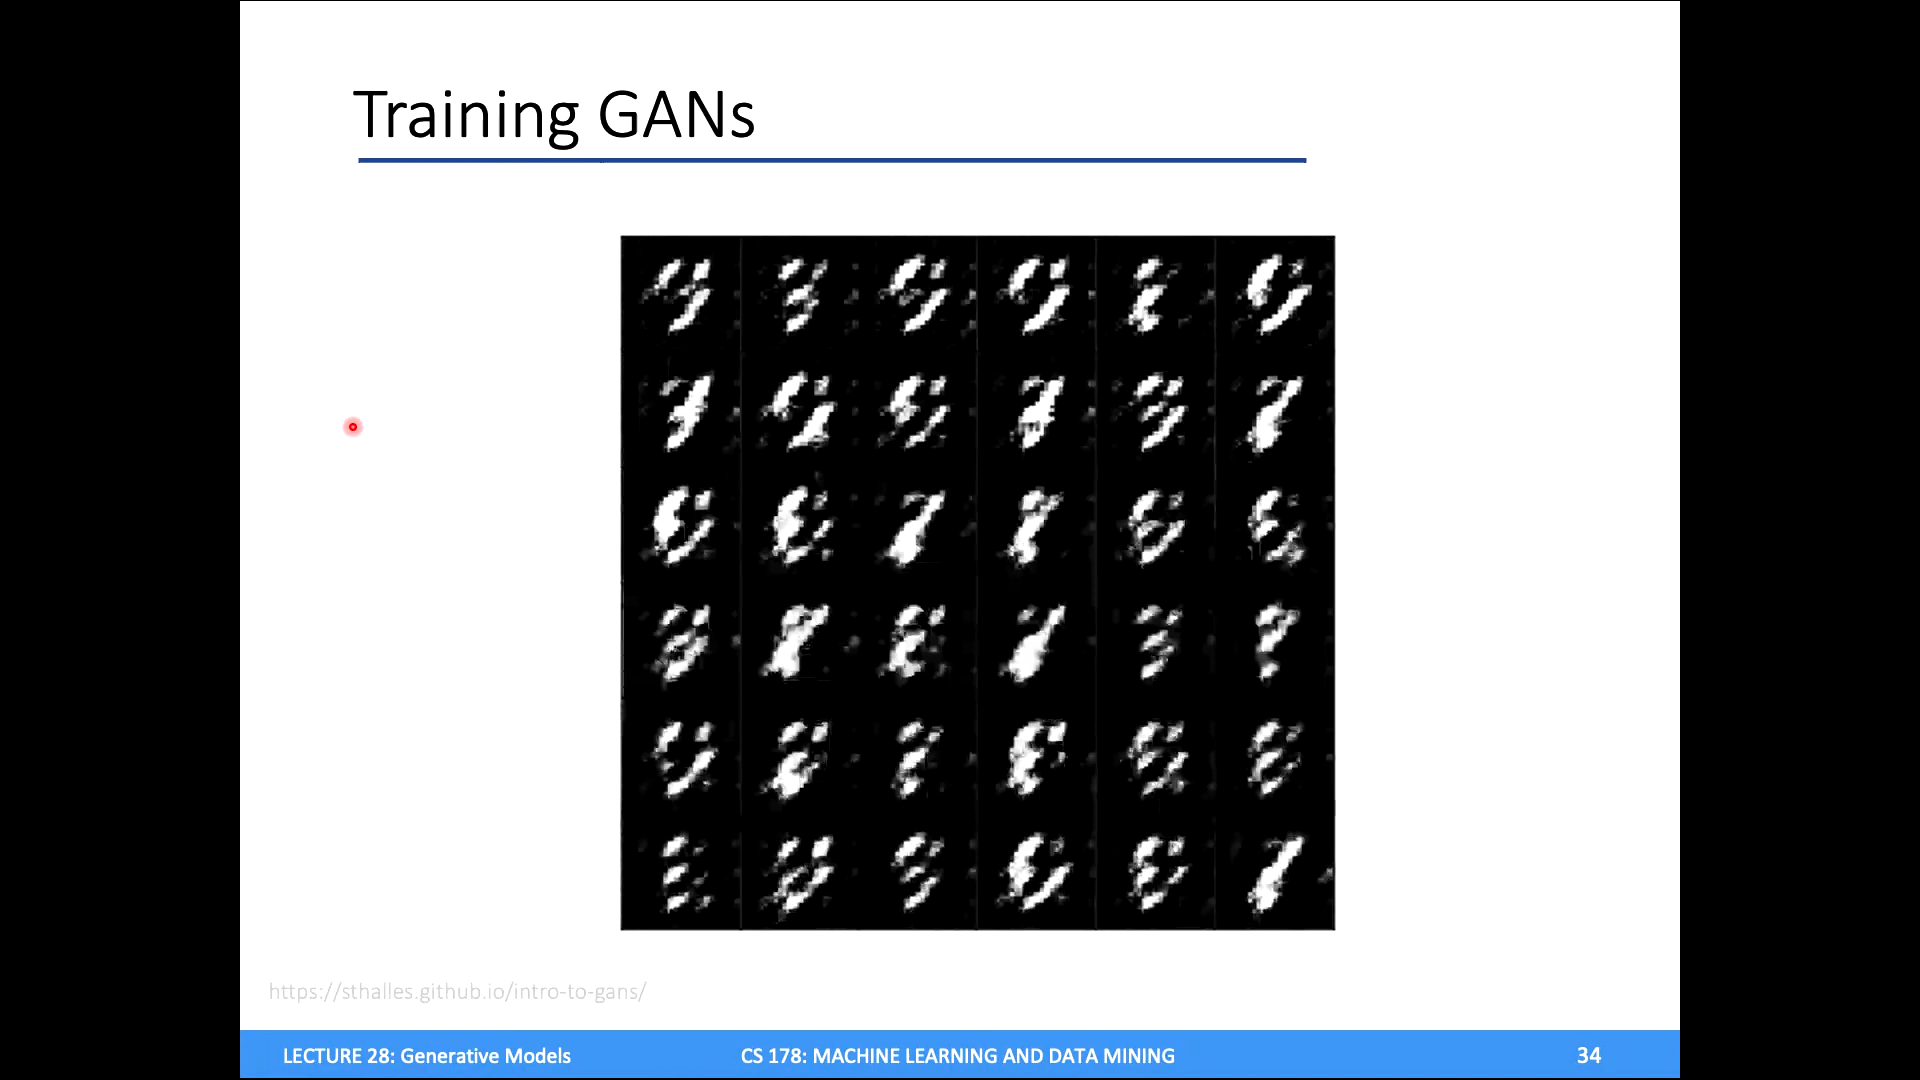 Training GANs
https://sthalles.github.io/intro-to-gans/
LECTURE 28: Generative Models
CS 178: MACHINE LEARNING AND DATA MINING
34